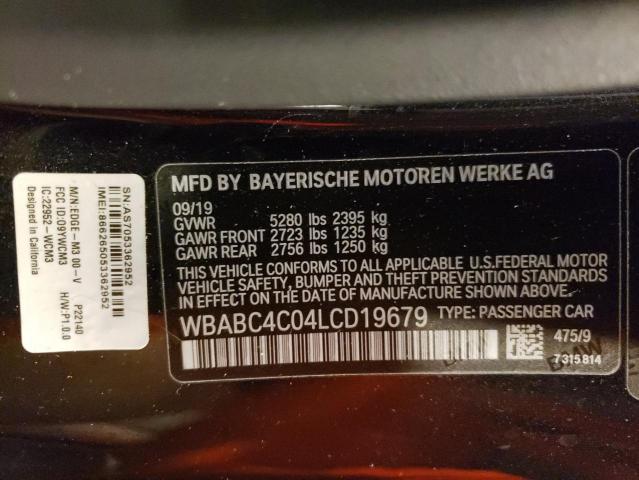 SN:AS7053362952
IMEI:866265053362952
M/N:EDGE-M3 00-V P22140
FCC ID:09YWCM3
IC:22952-WCM3 H/W:P1.0.0
Designed in California
MFD BY BAYERISCHE MOTOREN WERKE AG
09/19
GVWR 5280 lbs 2395 kg
GAWR FRONT 2723 lbs 1235 kg
GAWR REAR 2756 lbs 1250 kg
THIS VEHICLE CONFORMS TO ALL APPLICABLE U.S.FEDERAL MOTOR
VEHICLE SAFETY, BUMPER AND THEFT PREVENTION STANDARDS
IN EFFECT ON THE DATE OF MANUFACTURE SHOWN ABOVE.
WBABC4C04LCD19679 TYPE: PASSENGER CAR
475/9
7315814